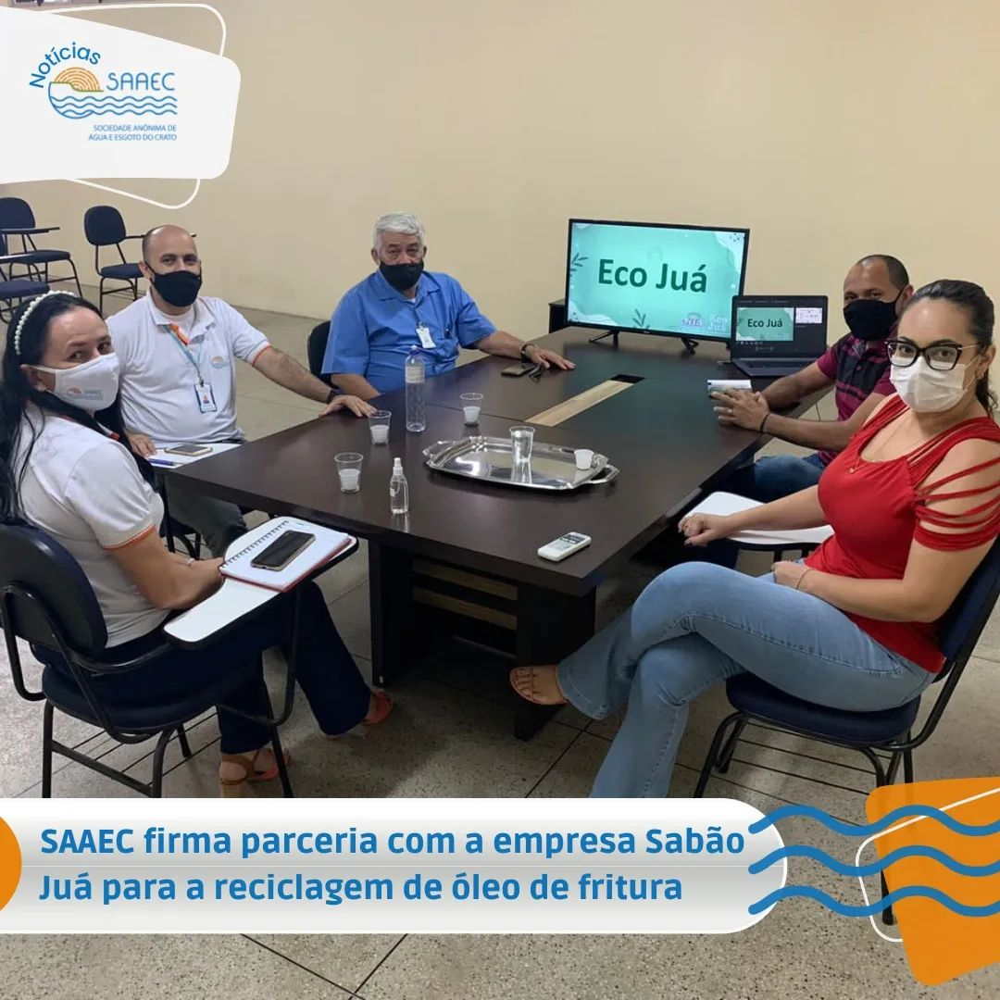 Notícias
SAAEC
SOCIEDADE ANÔNIMA DE
ÁGUA E ESGOTO DO CRATO
Eco Juá
Eco Juá
SAAEC firma parceria com a empresa Sabão
Juá para a reciclagem de óleo de fritura